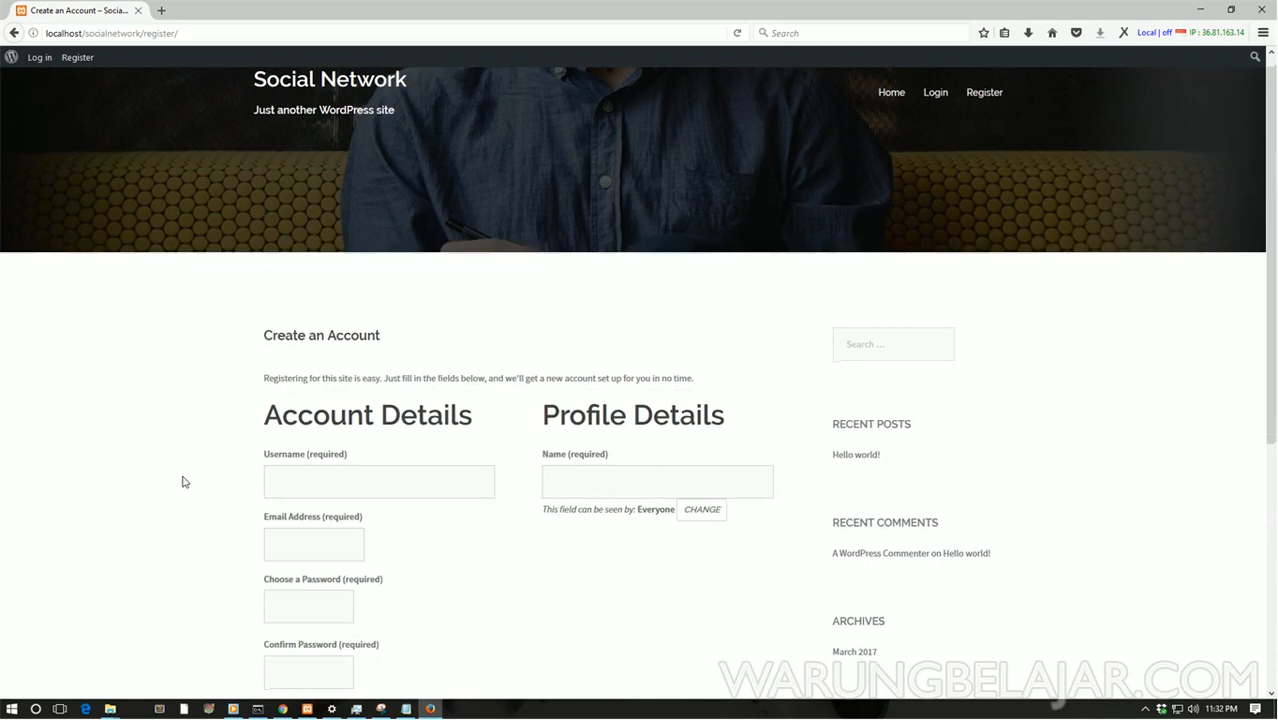 Create an Account – Socia...
localhost/socialnetwork/register/
Search
Local | off
IP : 36.81.163.14
Log in
Register
Social Network
Just another WordPress site
Home
Login
Register
Create an Account
Registering for this site is easy. Just fill in the fields below, and we'll get a new account set up for you in no time.
Account Details
Username (required)
Email Address (required)
Choose a Password (required)
Confirm Password (required)
Profile Details
Name (required)
This field can be seen by: Everyone CHANGE
Search ...
RECENT POSTS
Hello world!
RECENT COMMENTS
A WordPress Commenter on Hello world!
ARCHIVES
March 2017
WARUNGBELAJAR.COM
11:32 PM